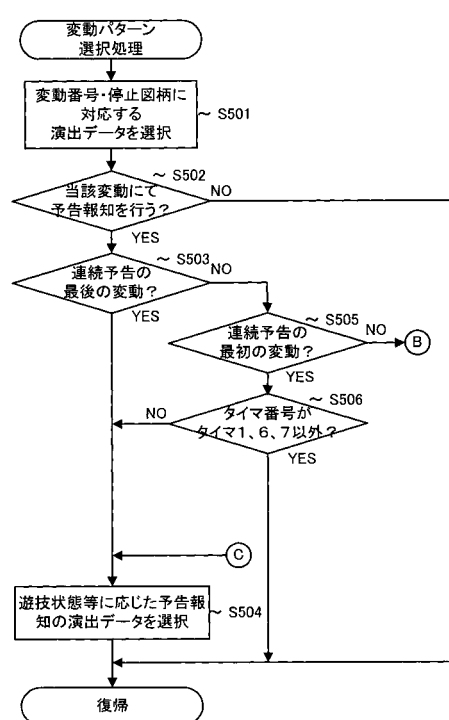 変動パターン
選択処理
変動番号・停止図柄に
対応する
演出データを選択
～ S501
～ S502
当該変動にて
予告報知を行う？
NO
YES
～ S503
連続予告の
最後の変動？
NO
YES
～ S505
連続予告の
最初の変動？
NO
B
YES
～ S506
タイマ番号が
タイマ1、6、7以外？
NO
YES
C
遊技状態等に応じた予告報
知の演出データを選択
～ S504
復帰